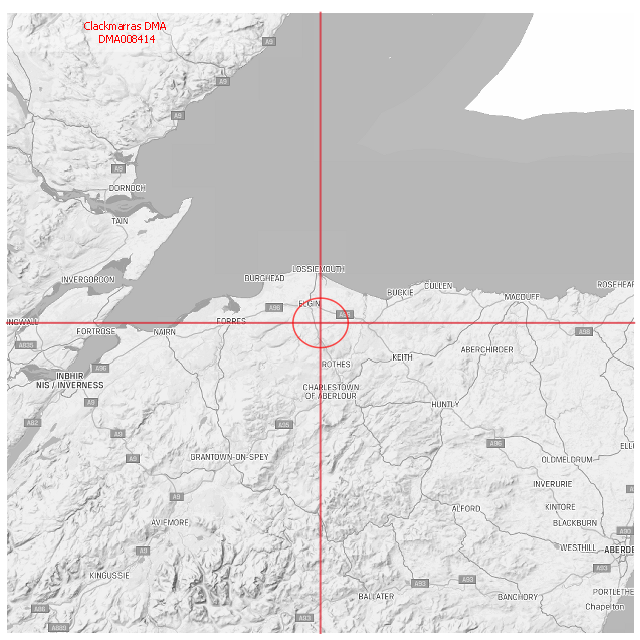 Clackmarras DMA
DMA008414
A9
A9
A9
A9
DORNOCH
TAIN
INVERGORDON
LOSSIEMOUTH
BURGHEAD
CULLEN
BUCKIE
ROSEHEAR
MACDUFF
ELGIN
A96
INGWALL
FORTROSE
NAIRN
FORRES
A98
A835
ABERCHIRDER
KEITH
ROTHES
A96
INBHIR
NIS / INVERNESS
CHARLESTOWN
OF ABERLOUR
A9
HUNTLY
A82
A95
A9
A96
ELL
GRANTOWN-ON-SPEY
A9
OLDMELDRUM
INVERURIE
A9
KINTORE
ALFORD
AVIEMORE
BLACKBURN
A90
WESTHILL
ABERDE
A9
A93
KINGUSSIE
A93
A93
PORTLETHE
BALLATER
BANCHORY
Chapelton
A86
A889